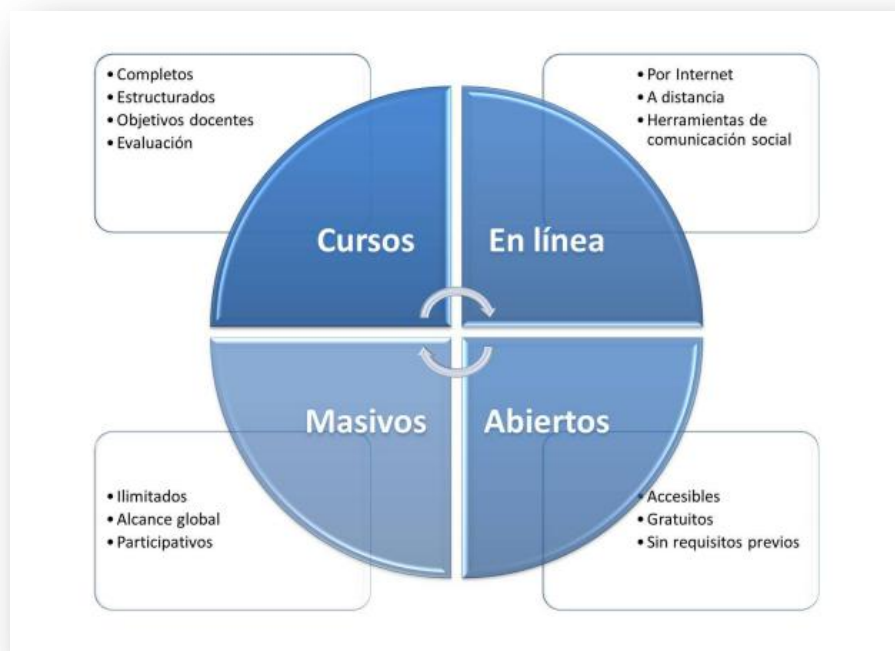 • Completos
• Estructurados
• Objetivos docentes
• Evaluación
• Por Internet
• A distancia
• Herramientas de
comunicación social
Cursos
En línea
Masivos
Abiertos
• Ilimitados
• Alcance global
• Participativos
• Accesibles
• Gratuitos
• Sin requisitos previos